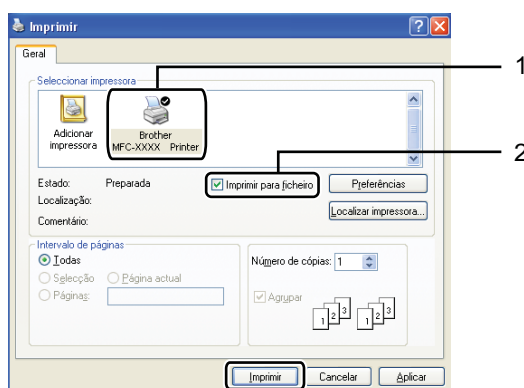 Imprimir
Geral
Seleccionar impressora
Adicionar
impressora
Brother
MFC-XXXX Printer
1
2
Estado: Preparada
Localização:
Comentário:
Imprimir para ficheiro
Preferências
Localizar impressora...
Intervalo de páginas
Todas
Selecção Página actual
Páginas:
Número de cópias: 1
Agrupar
1 2 3 1 2 3
Imprimir Cancelar Aplicar